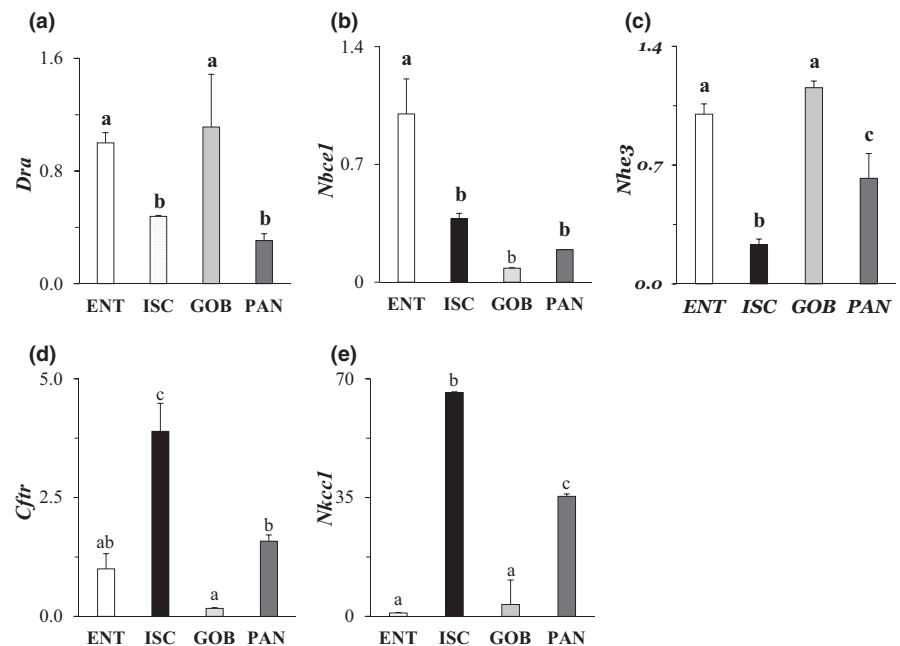 (a)
1.6
0.8
0.0
Dra
a
b
a
b
ENT ISC GOB PAN
(b)
1.4
0.7
0
Nbce1
a
b
b
b
ENT ISC GOB PAN
(c)
1.4
0.7
0.0
Nhe3
a
b
a
c
ENT ISC GOB PAN
(d)
5.0
2.5
0.0
Cftr
ab
c
a
b
ENT ISC GOB PAN
(e)
70
35
0
Nkcc1
a
b
a
c
ENT ISC GOB PAN